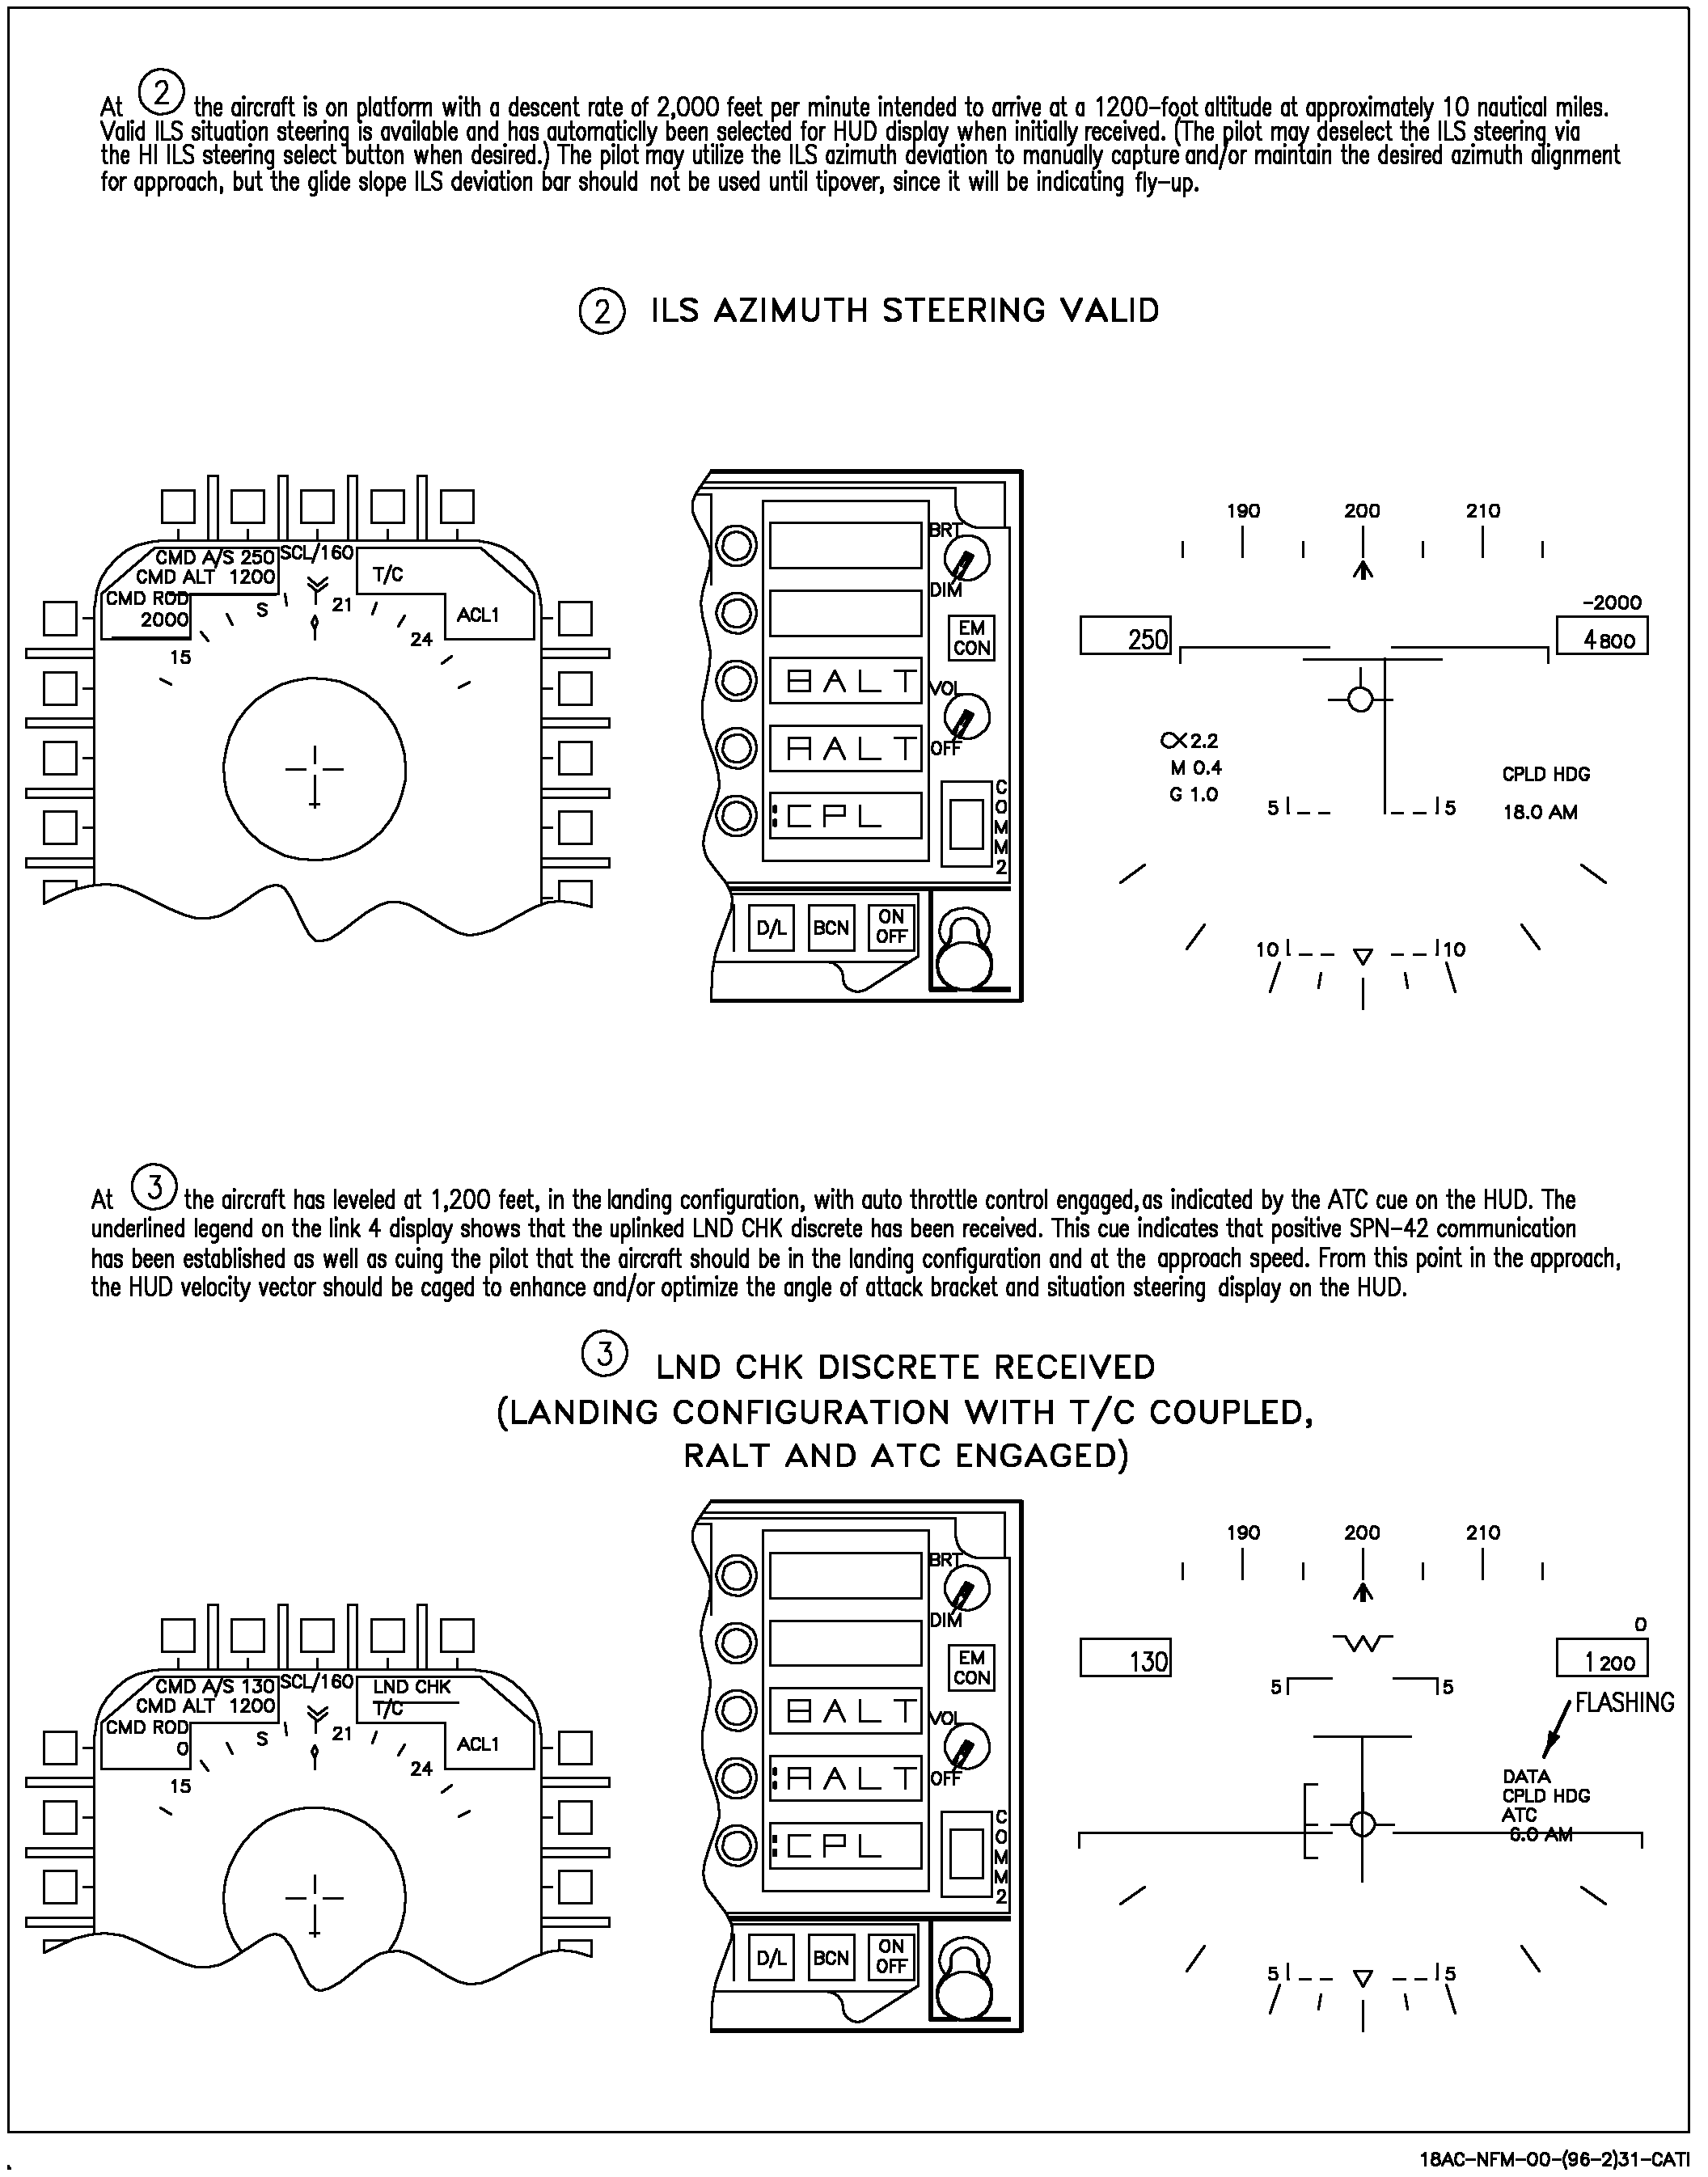 At ② the aircraft is on platform with a descent rate of 2,000 feet per minute intended to arrive at a 1200-foot altitude at approximately 10 nautical miles.
Valid ILS situation steering is available and has automaticlly been selected for HUD display when initially received. (The pilot may deselect the ILS steering via
the HI ILS steering select button when desired.) The pilot may utilize the ILS azimuth deviation to manually capture and/or maintain the desired azimuth alignment
for approach, but the glide slope ILS deviation bar should not be used until tipover, since it will be indicating fly-up.
② ILS AZIMUTH STEERING VALID
CMD A/S 250 SCL/160
CMD ALT 1200
T/C
CMD ROD
2000
S
21
ACL1
15
24
BRT
DIM
EM
CON
BALT
VOL
RALT
OFF
:CPL
COMM2
D/L
BCN
ON
OFF
190 200 210
-2000
250
4800
α2.2
M 0.4
G 1.0
CPLD HDG
18.0 AM
5 5
10 10
At ③ the aircraft has leveled at 1,200 feet, in the landing configuration, with auto throttle control engaged, as indicated by the ATC cue on the HUD. The
underlined legend on the link 4 display shows that the uplinked LND CHK discrete has been received. This cue indicates that positive SPN-42 communication
has been established as well as cuing the pilot that the aircraft should be in the landing configuration and at the approach speed. From this point in the approach,
the HUD velocity vector should be caged to enhance and/or optimize the angle of attack bracket and situation steering display on the HUD.
③ LND CHK DISCRETE RECEIVED
(LANDING CONFIGURATION WITH T/C COUPLED,
RALT AND ATC ENGAGED)
CMD A/S 130 SCL/160
CMD ALT 1200
LND CHK
T/C
CMD ROD
0
S
21
ACL1
15
24
BRT
DIM
EM
CON
BALT
VOL
:RALT
OFF
:CPL
COMM2
D/L
BCN
ON
OFF
190 200 210
0
130
1200
5 5
FLASHING
DATA
CPLD HDG
ATC
6.0 AM
5 5
18AC-NFM-00-(96-2)31-CATI